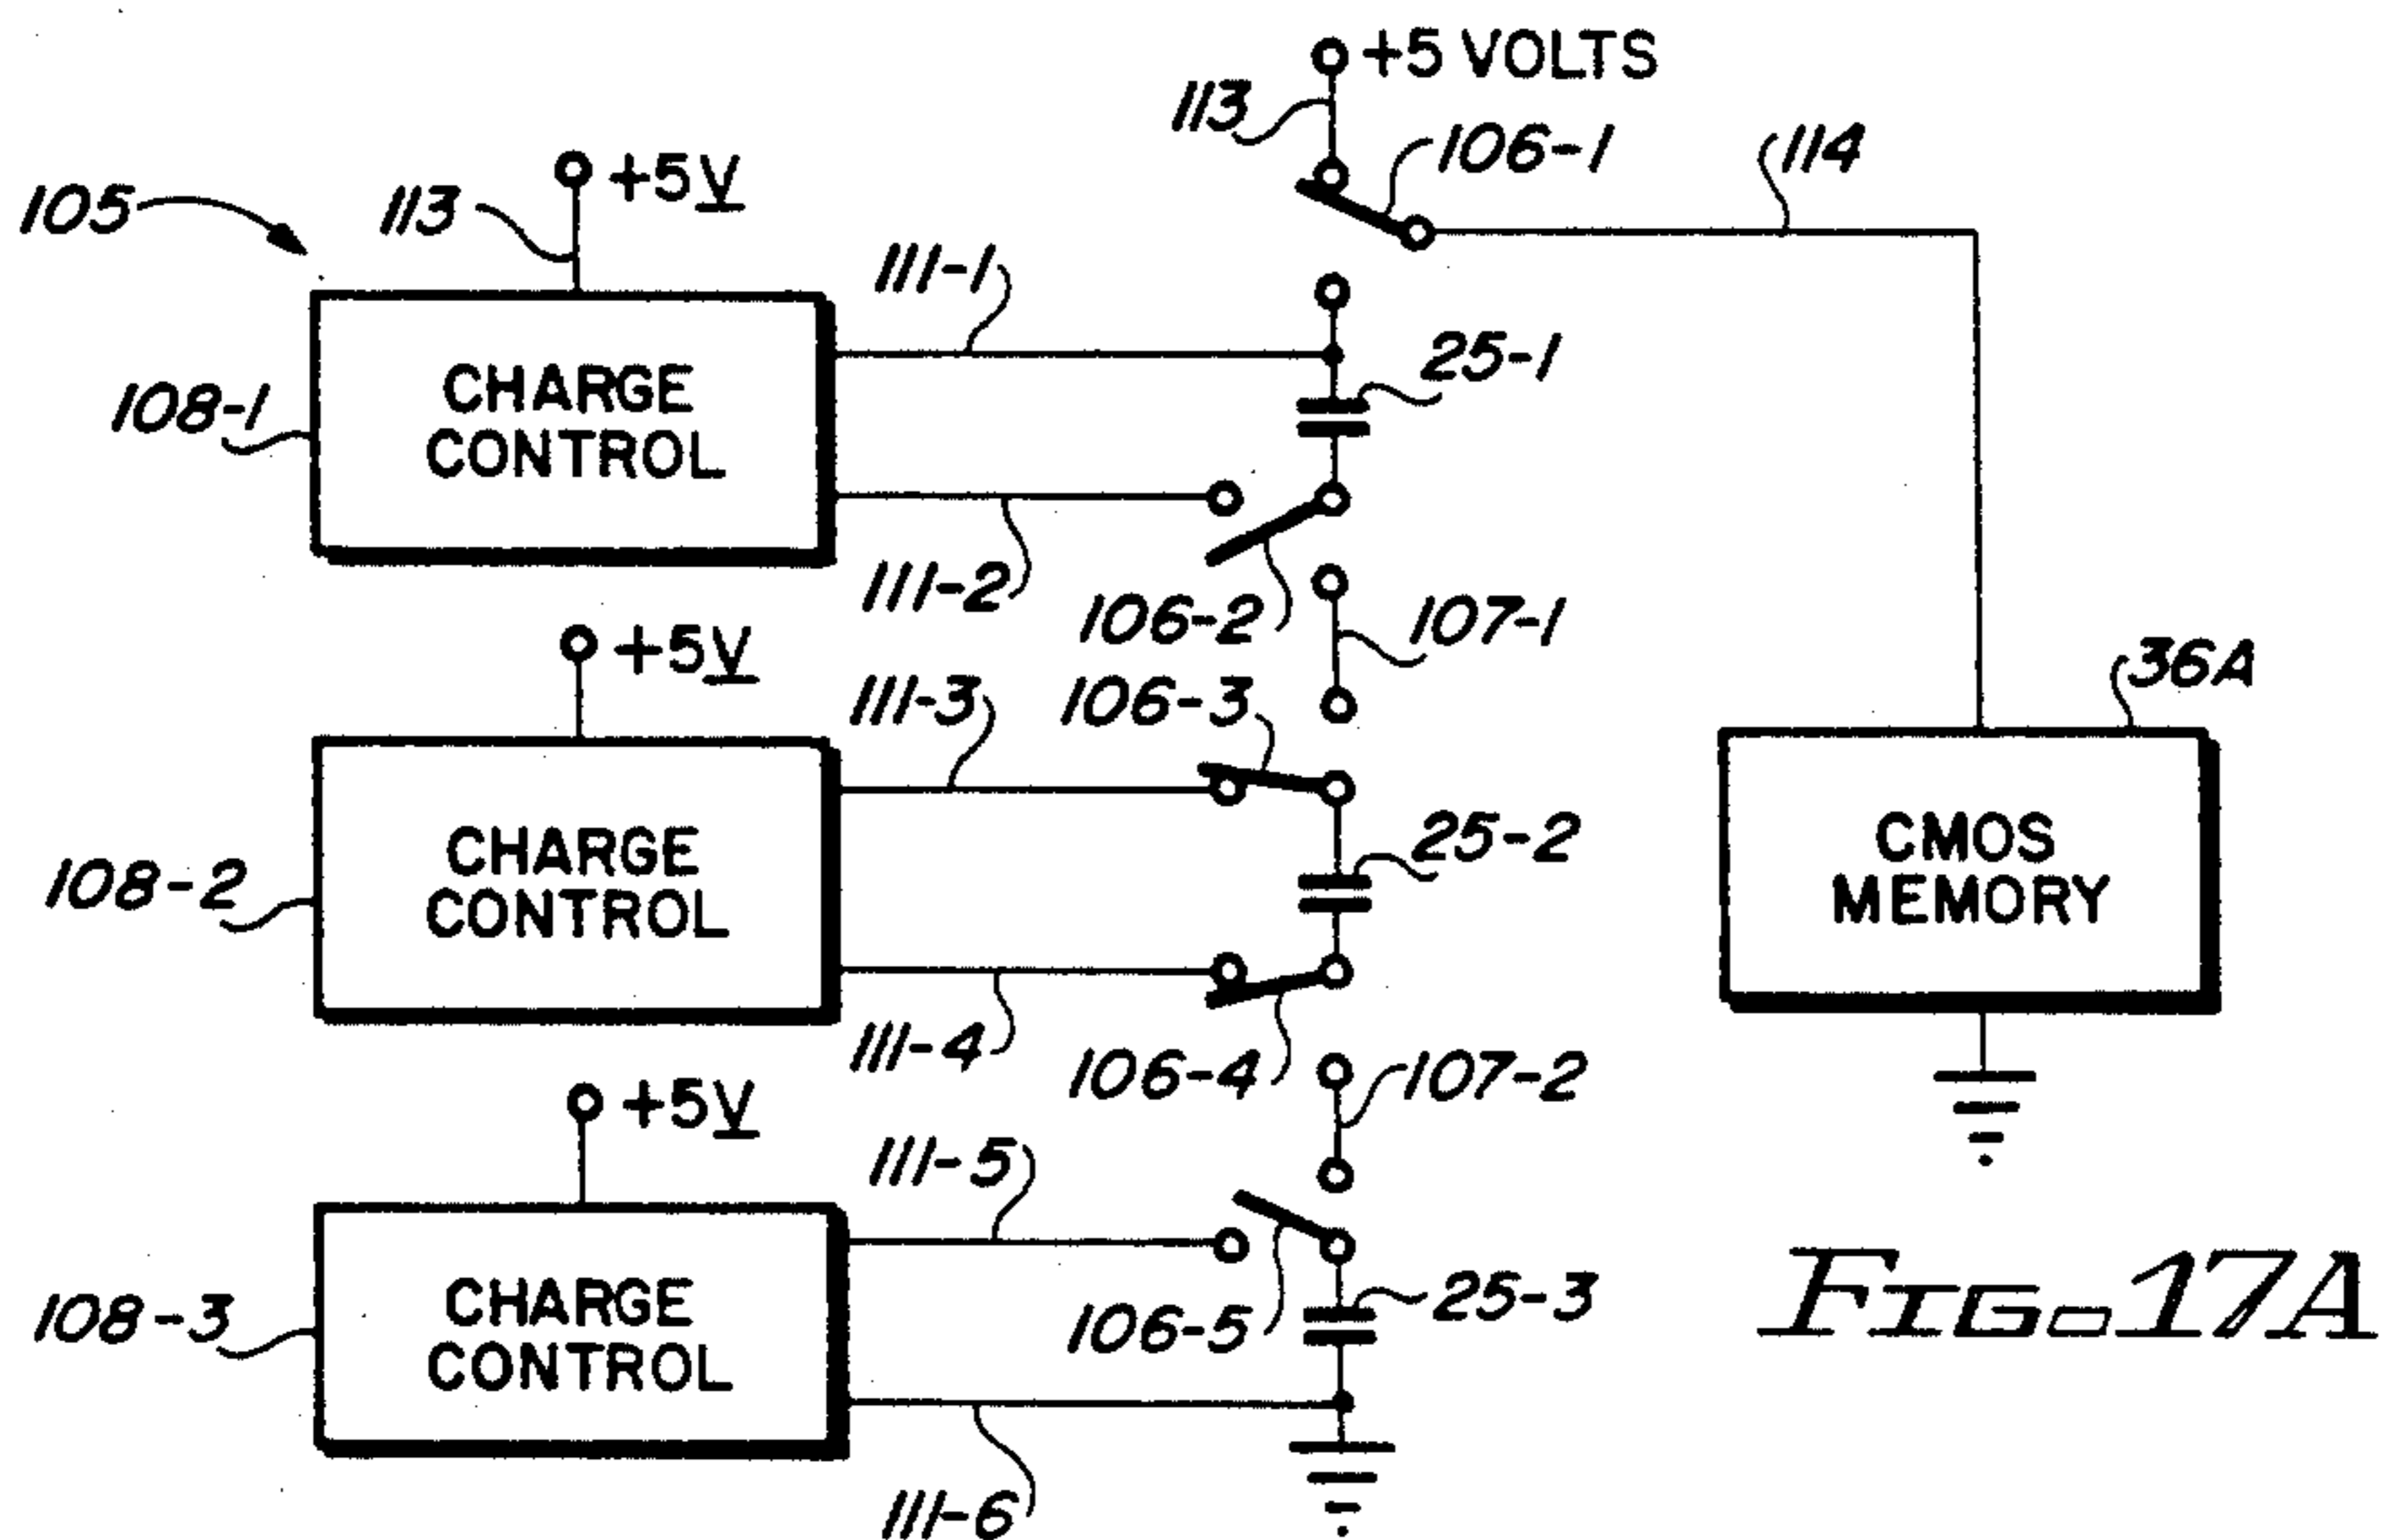 +5 VOLTS
113
106-1
114
105
113
+5V
111-1
25-1
108-1
CHARGE
CONTROL
111-2
106-2
107-1
+5V
111-3
106-3
36A
108-2
CHARGE
CONTROL
25-2
CMOS
MEMORY
111-4
106-4
107-2
+5V
111-5
108-3
CHARGE
CONTROL
106-5
25-3
FIG. 17A
111-6